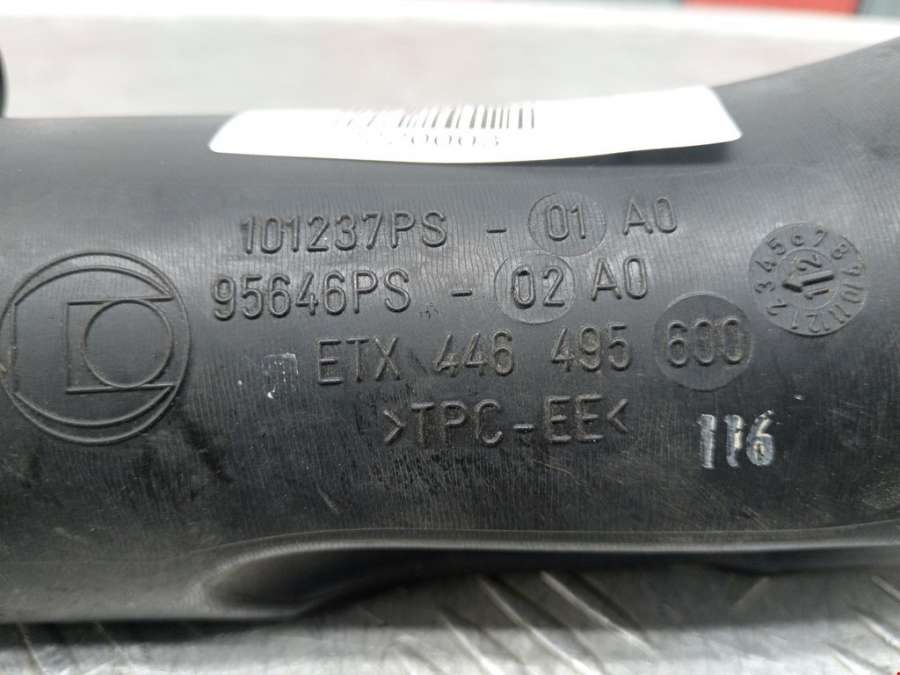 101237PS - 01 A0
95646PS - 02 A0
ETX 446 495 600
>TPC-EE<
116